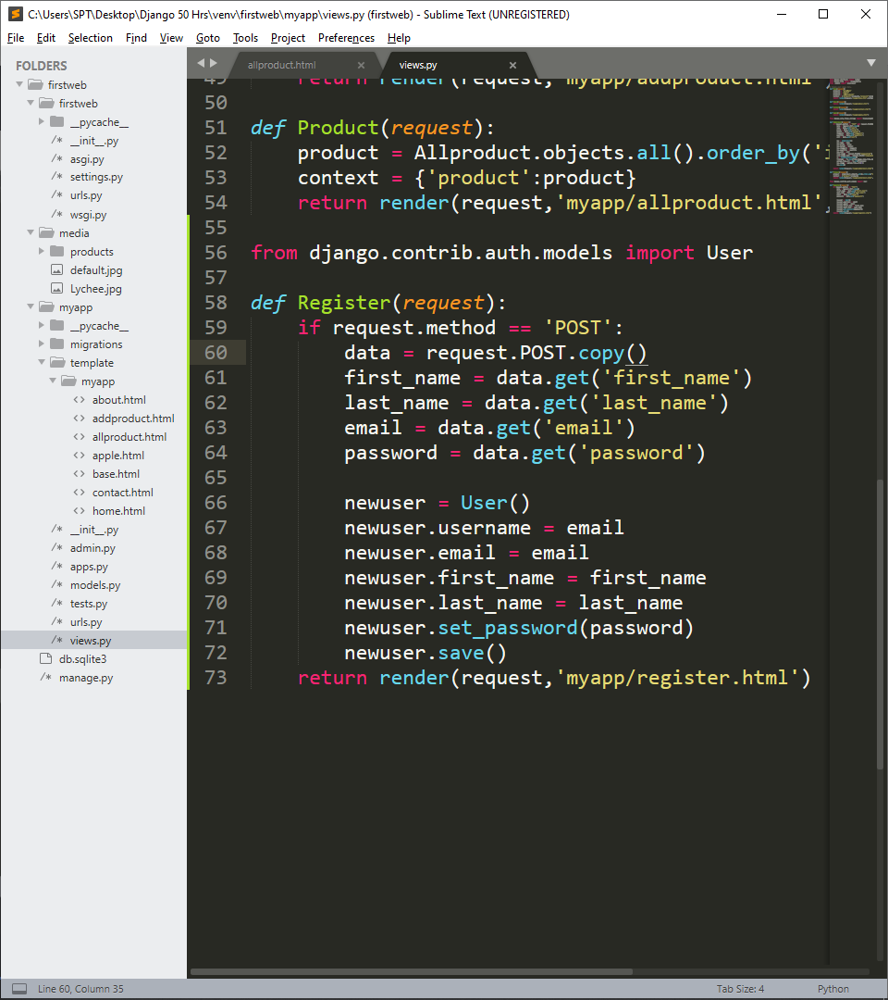 C:\Users\SPT\Desktop\Django 50 Hrs\venv\firstweb\myapp\views.py (firstweb) - Sublime Text (UNREGISTERED)
File Edit Selection Find View Goto Tools Project Preferences Help
FOLDERS
firstweb
firstweb
__pycache__
/* __init__.py
/* asgi.py
/* settings.py
/* urls.py
/* wsgi.py
media
products
default.jpg
Lychee.jpg
myapp
__pycache__
migrations
template
myapp
<> about.html
<> addproduct.html
<> allproduct.html
<> apple.html
<> base.html
<> contact.html
<> home.html
/* __init__.py
/* admin.py
/* apps.py
/* models.py
/* tests.py
/* urls.py
/* views.py
db.sqlite3
/* manage.py
allproduct.html × views.py ×
49 return render(request,'myapp/addproduct.html'
50
51 def Product(request):
52 product = Allproduct.objects.all().order_by('
53 context = {'product':product}
54 return render(request,'myapp/allproduct.html',
55
56 from django.contrib.auth.models import User
57
58 def Register(request):
59 if request.method == 'POST':
60 data = request.POST.copy()
61 first_name = data.get('first_name')
62 last_name = data.get('last_name')
63 email = data.get('email')
64 password = data.get('password')
65
66 newuser = User()
67 newuser.username = email
68 newuser.email = email
69 newuser.first_name = first_name
70 newuser.last_name = last_name
71 newuser.set_password(password)
72 newuser.save()
73 return render(request,'myapp/register.html')
Line 60, Column 35 Tab Size: 4 Python